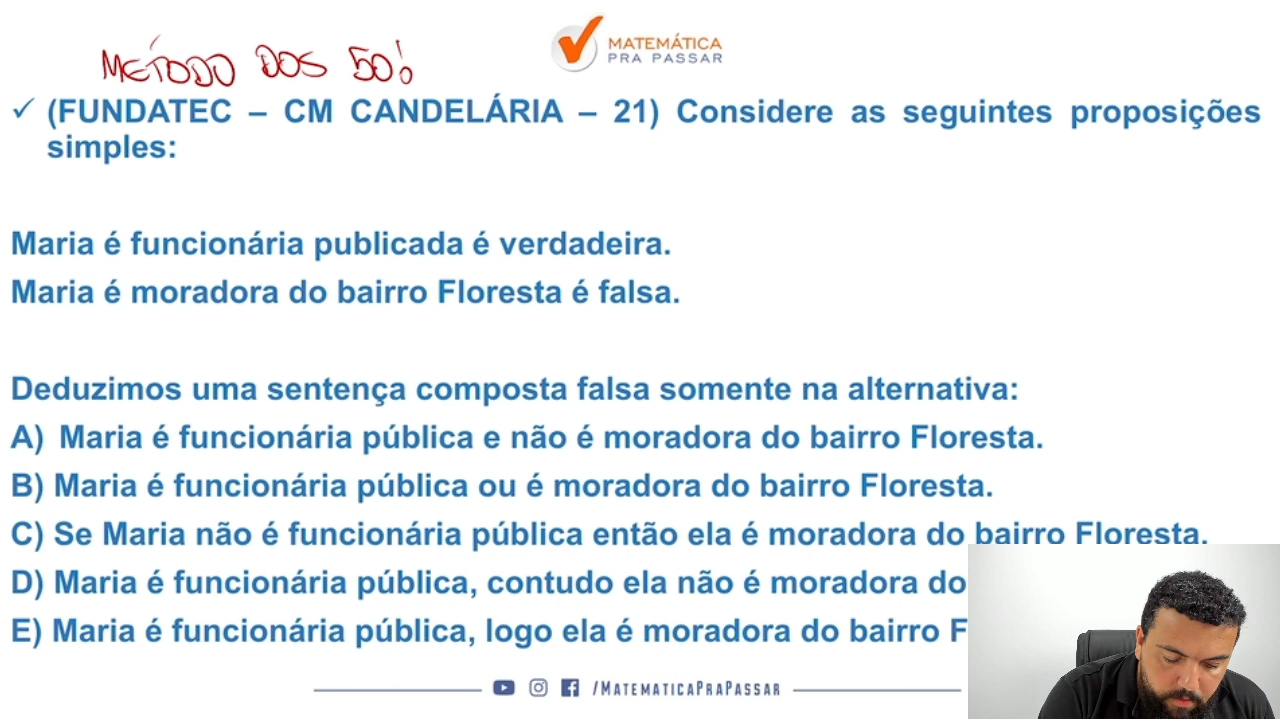 MÉTODO DOS 50!
MATEMÁTICA
PRA PASSAR
✓ (FUNDATEC – CM CANDELÁRIA – 21) Considere as seguintes proposições
simples:
Maria é funcionária publicada é verdadeira.
Maria é moradora do bairro Floresta é falsa.
Deduzimos uma sentença composta falsa somente na alternativa:
A) Maria é funcionária pública e não é moradora do bairro Floresta.
B) Maria é funcionária pública ou é moradora do bairro Floresta.
C) Se Maria não é funcionária pública então ela é moradora do bairro Floresta.
D) Maria é funcionária pública, contudo ela não é moradora do
E) Maria é funcionária pública, logo ela é moradora do bairro
/MATEMATICAPRAPASSAR